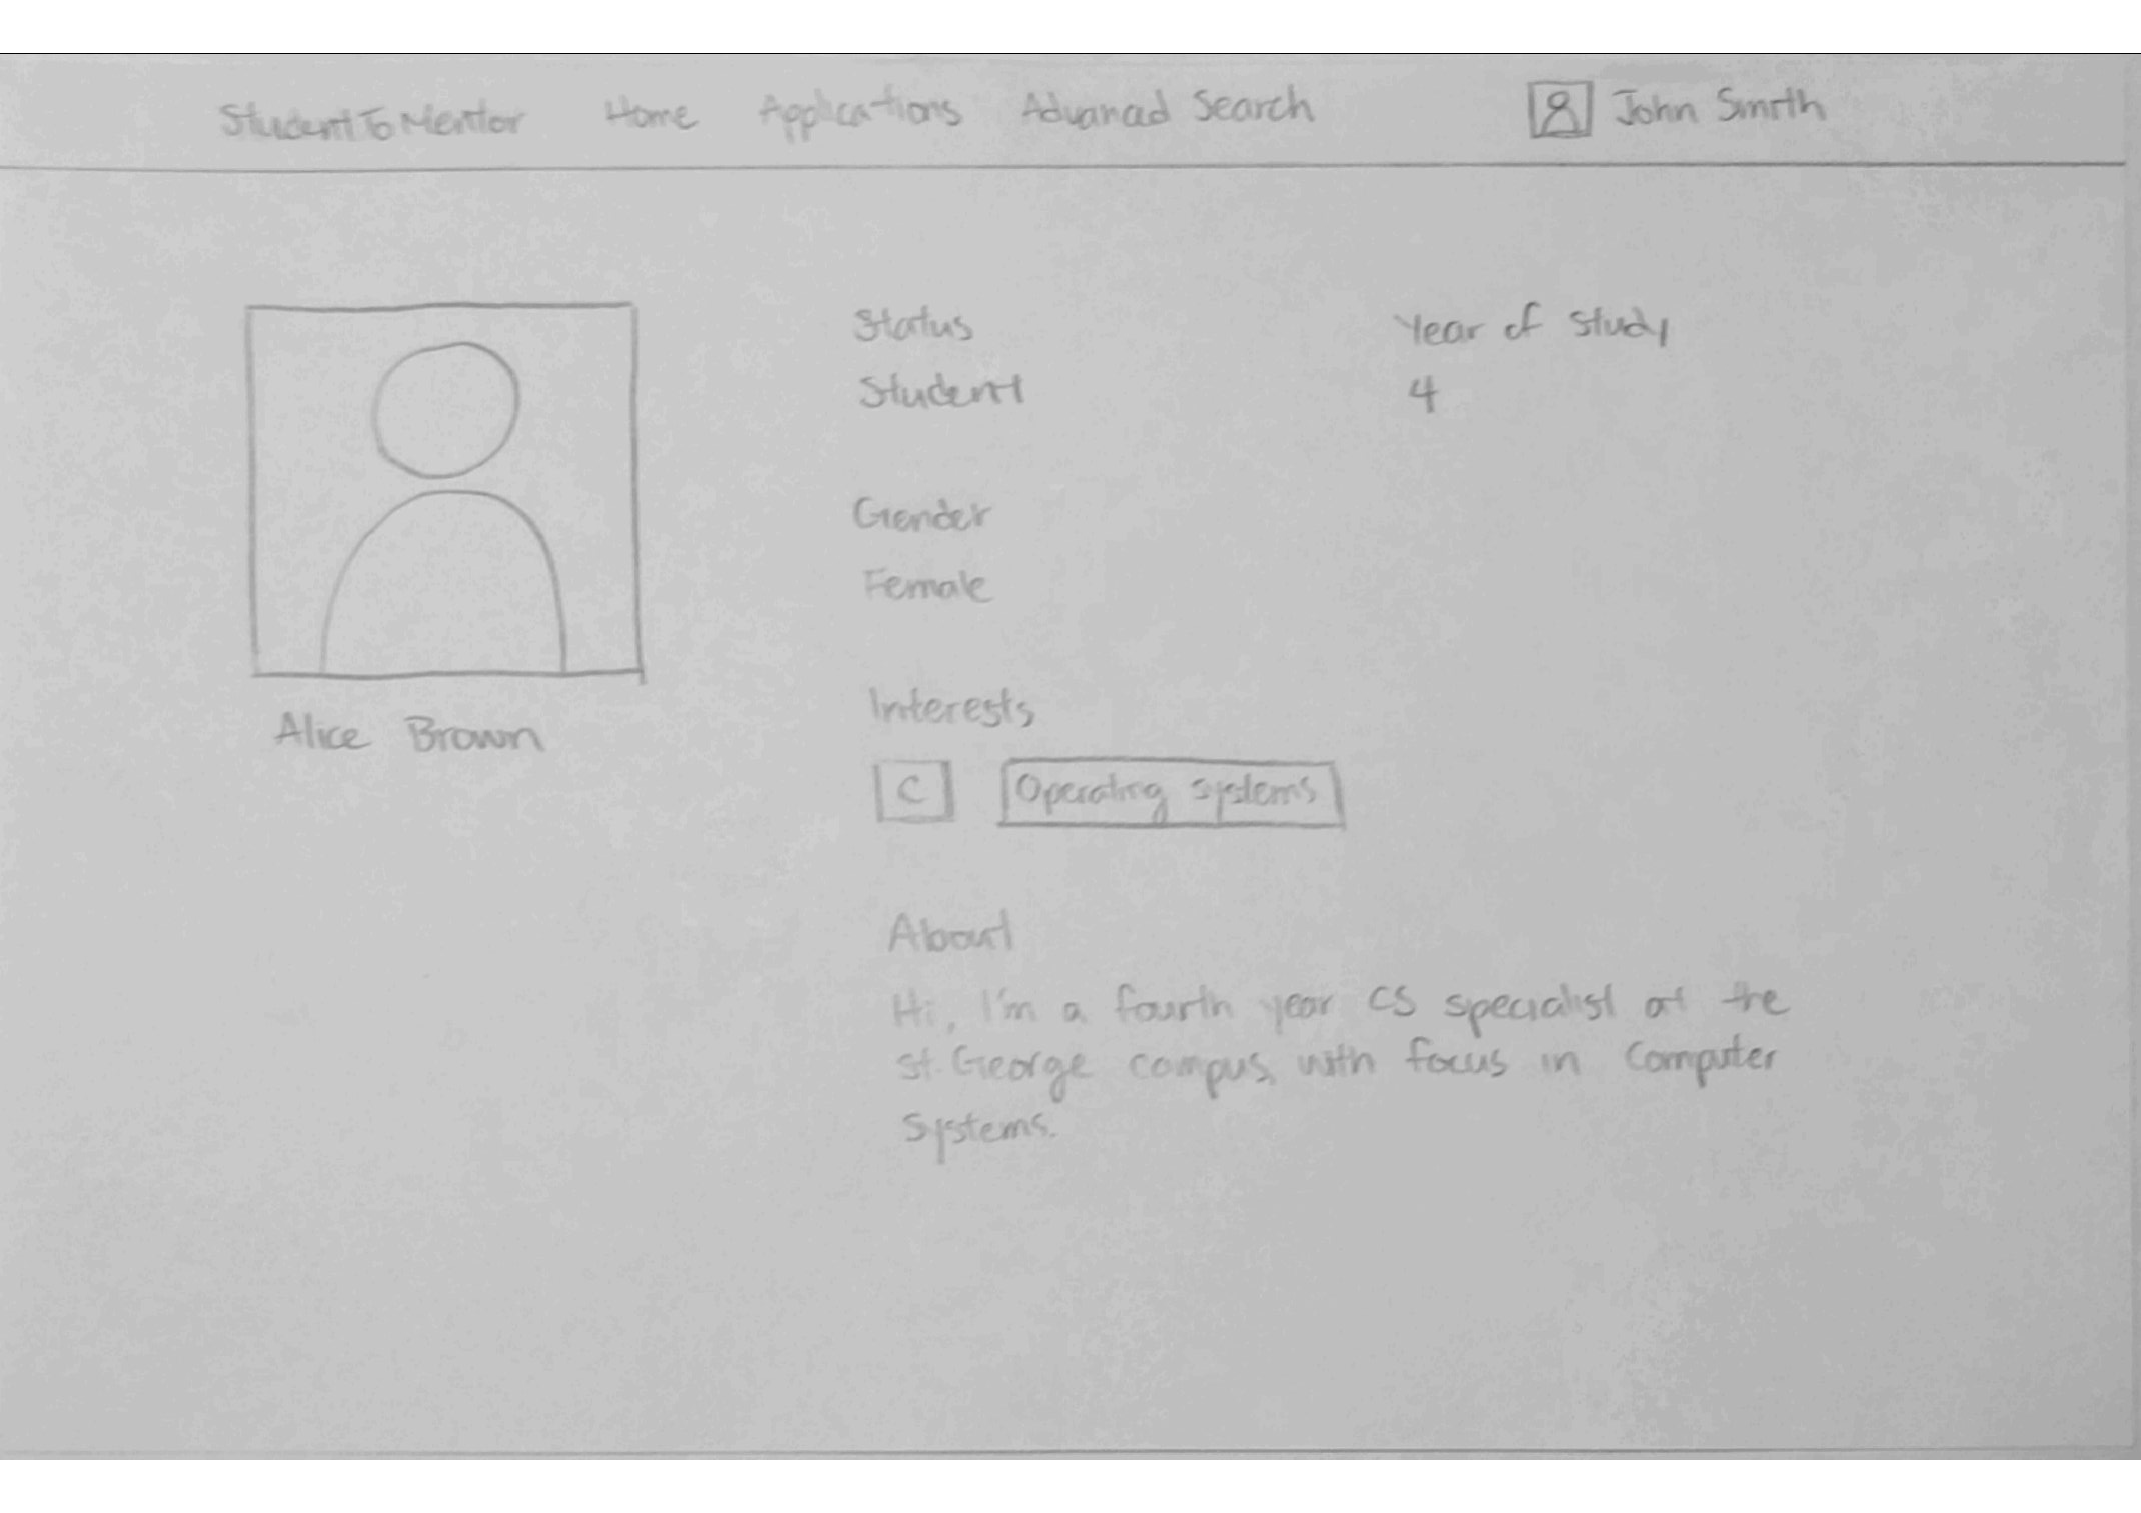 StudentToMentor Home Applications Advanced Search John Smith
Status Year of Study
Student 4
Gender
Female
Interests
Alice Brown
C Operating systems
About
Hi, I'm a fourth year CS specialist at the
St. George campus, with focus in Computer
Systems.